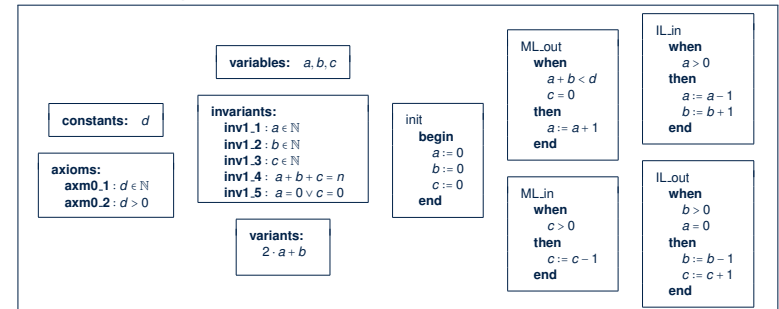 constants: d
axioms:
axm0_1 : d ∈ ℕ
axm0_2 : d > 0
variables: a, b, c
invariants:
inv1_1 : a ∈ ℕ
inv1_2 : b ∈ ℕ
inv1_3 : c ∈ ℕ
inv1_4 : a + b + c = n
inv1_5 : a = 0 ∨ c = 0
variants:
2 · a + b
init
begin
a := 0
b := 0
c := 0
end
ML_out
when
a + b < d
c = 0
then
a := a + 1
end
ML_in
when
c > 0
then
c := c − 1
end
IL_in
when
a > 0
then
a := a − 1
b := b + 1
end
IL_out
when
b > 0
a = 0
then
b := b − 1
c := c + 1
end